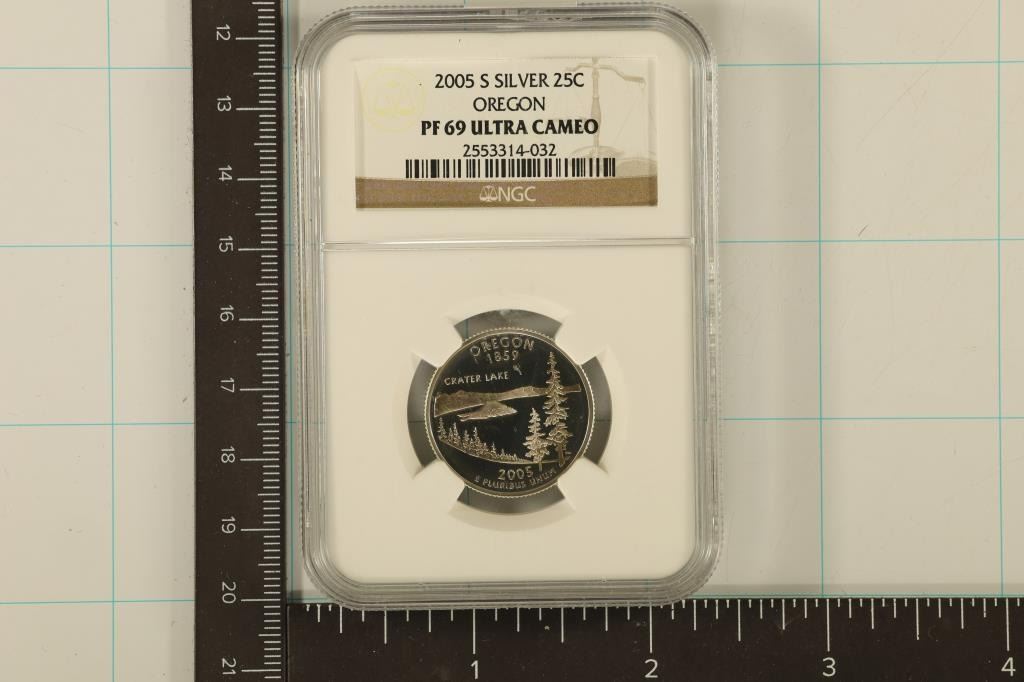 2005 S SILVER 25C
OREGON
PF 69 ULTRA CAMEO
2553314-032
NGC
OREGON
1859
CRATER LAKE
2005
E PLURIBUS UNUM
12
13
14
15
16
17
18
19
20
21
1 2 3 4